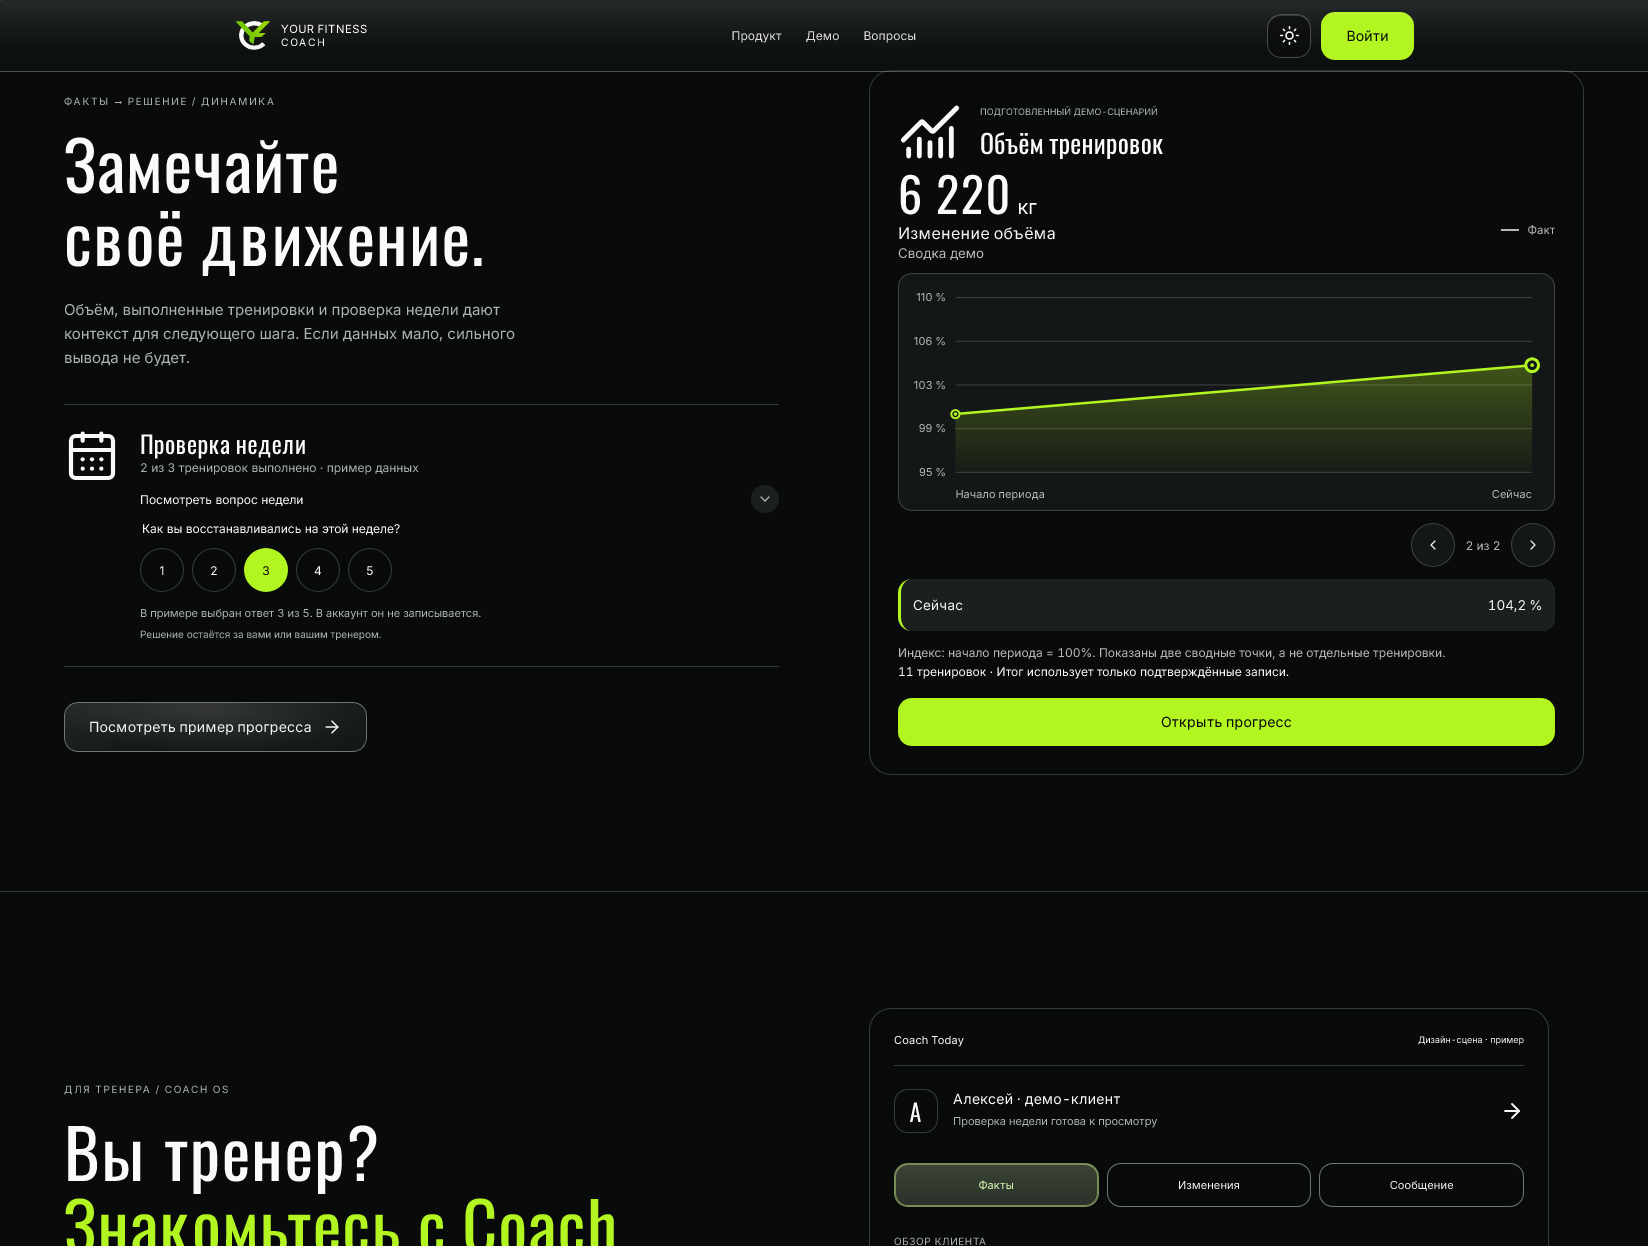 YOUR FITNESS
COACH
Продукт
Демо
Вопросы
Войти
ФАКТЫ → РЕШЕНИЕ / ДИНАМИКА
Замечайте
своё движение.
Объём, выполненные тренировки и проверка недели дают
контекст для следующего шага. Если данных мало, сильного
вывода не будет.
Проверка недели
2 из 3 тренировок выполнено · пример данных
Посмотреть вопрос недели
Как вы восстанавливались на этой неделе?
1
2
3
4
5
В примере выбран ответ 3 из 5. В аккаунт он не записывается.
Решение остаётся за вами или вашим тренером.
Посмотреть пример прогресса
ПОДГОТОВЛЕННЫЙ ДЕМО-СЦЕНАРИЙ
Объём тренировок
6 220 кг
Изменение объёма
Сводка демо
Факт
110 %
106 %
103 %
99 %
95 %
Начало периода
Сейчас
2 из 2
Сейчас
104,2 %
Индекс: начало периода = 100%. Показаны две сводные точки, а не отдельные тренировки.
11 тренировок · Итог использует только подтверждённые записи.
Открыть прогресс
ДЛЯ ТРЕНЕРА / COACH OS
Вы тренер?
Знакомьтесь с Coach
Coach Today
Дизайн-сцена · пример
А
Алексей · демо-клиент
Проверка недели готова к просмотру
Факты
Изменения
Сообщение
ОБЗОР КЛИЕНТА